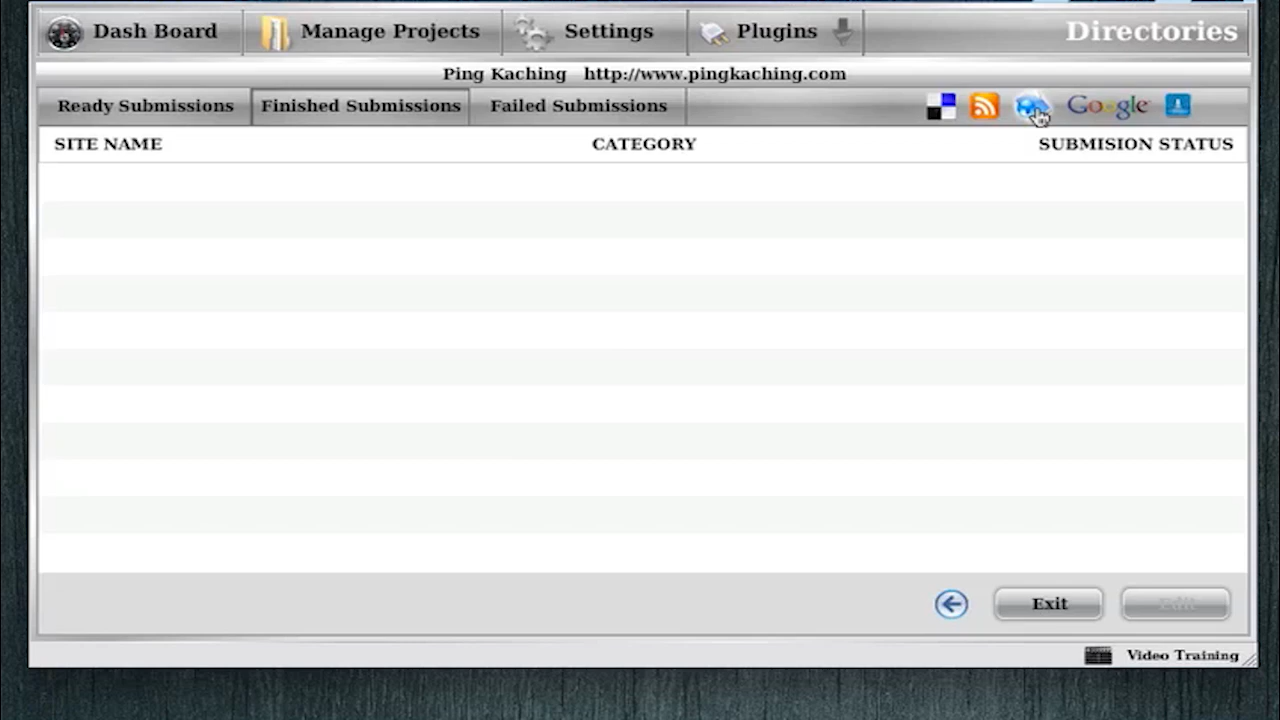 Dash Board Manage Projects Settings Plugins Directories
Ping Kaching http://www.pingkaching.com
Ready Submissions Finished Submissions Failed Submissions Google
SITE NAME CATEGORY SUBMISION STATUS
Exit Edit
Video Training